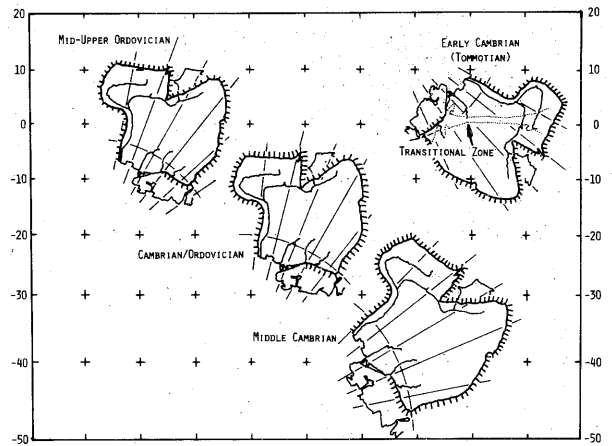 20
10
0
-10
-20
-30
-40
-50
MID-UPPER ORDOVICIAN
EARLY CAMBRIAN
(TOMMOTIAN)
TRANSITIONAL ZONE
CAMBRIAN/ORDOVICIAN
MIDDLE CAMBRIAN
20
10
0
-10
-20
-30
-40
-50